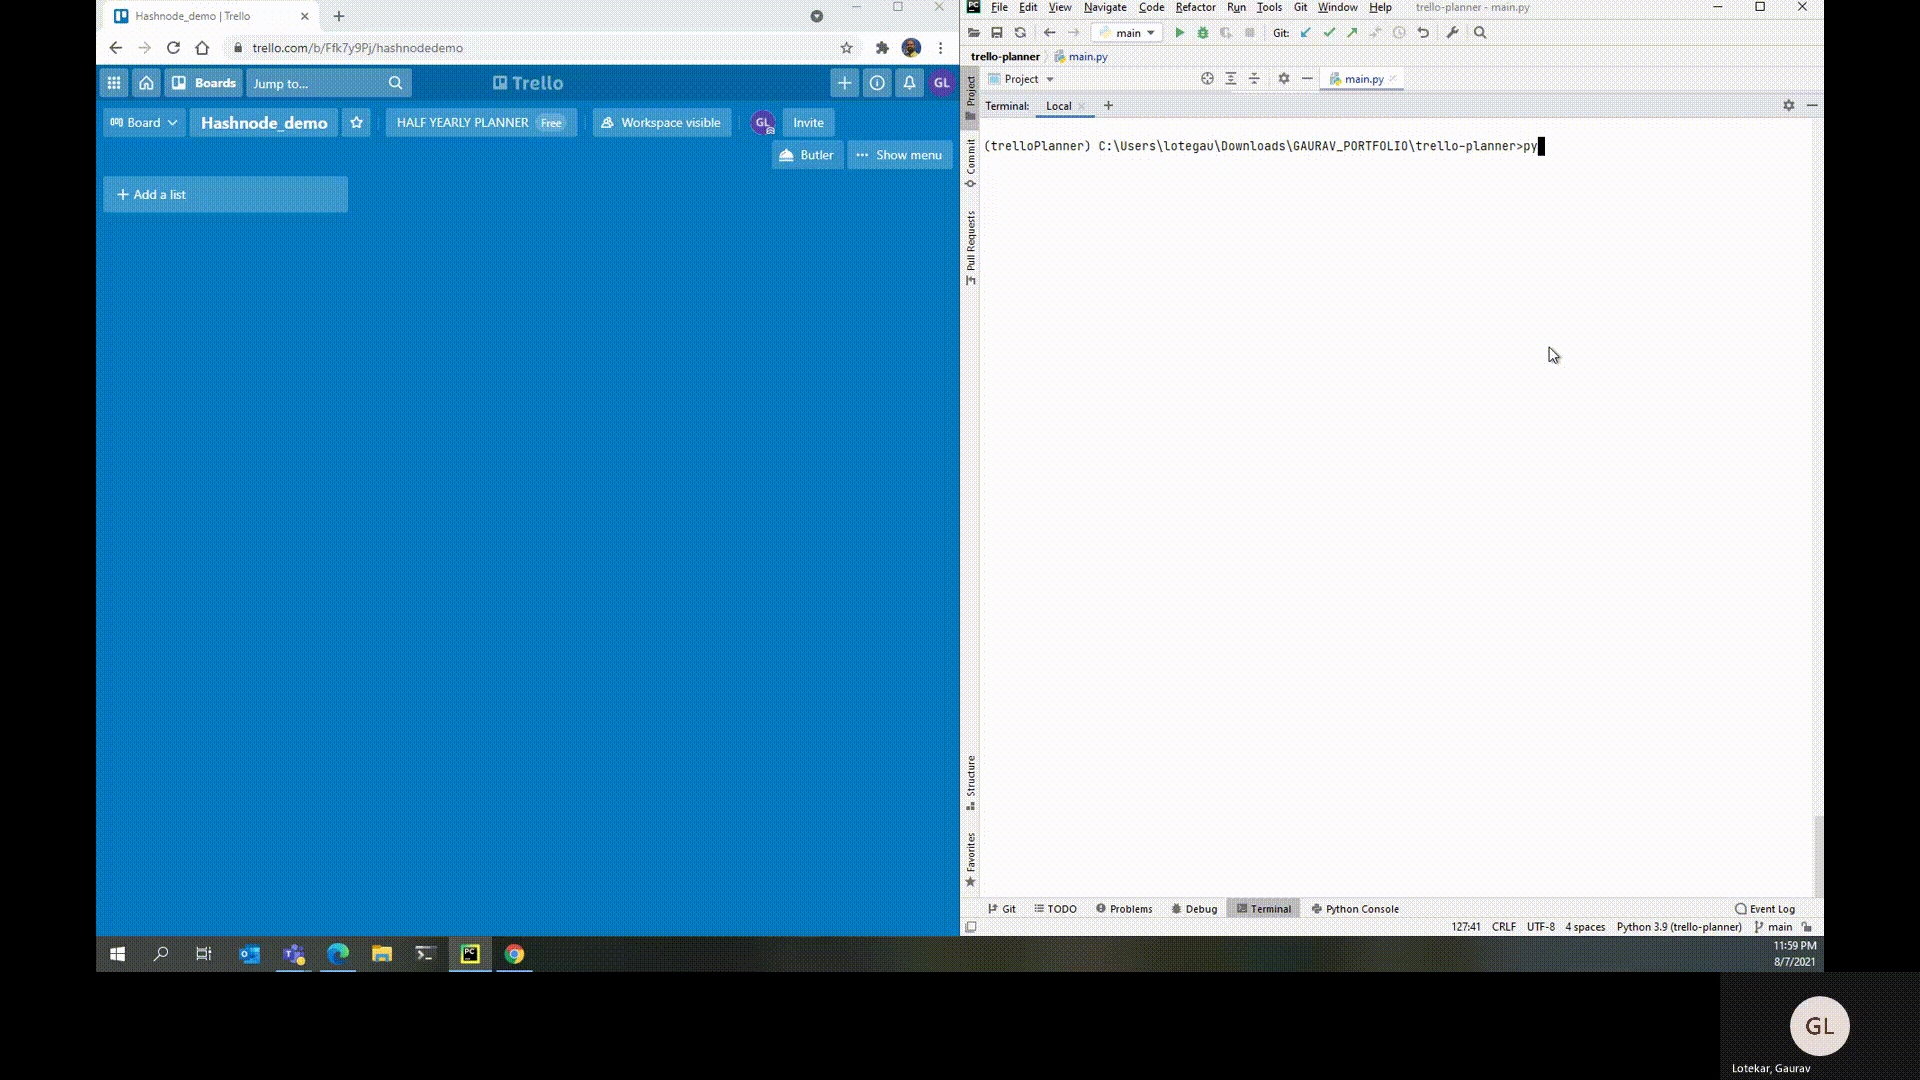 Hashnode_demo | Trello
trello.com/b/Ffk7y9Pj/hashnodedemo
Boards
Jump to...
Trello
GL
Board
Hashnode_demo
HALF YEARLY PLANNER Free
Workspace visible
GL
Invite
Butler
Show menu
+ Add a list
PC
File Edit View Navigate Code Refactor Run Tools Git Window Help trello-planner - main.py
main
Git:
trello-planner main.py
Project
main.py
Terminal: Local +
(trelloPlanner) C:\Users\lotegau\Downloads\GAURAV_PORTFOLIO\trello-planner>py
Project
Commit
Pull Requests
Structure
Favorites
Git TODO Problems Debug Terminal Python Console Event Log
127:41 CRLF UTF-8 4 spaces Python 3.9 (trello-planner) main
PC
11:59 PM
8/7/2021
GL
Lotekar, Gaurav